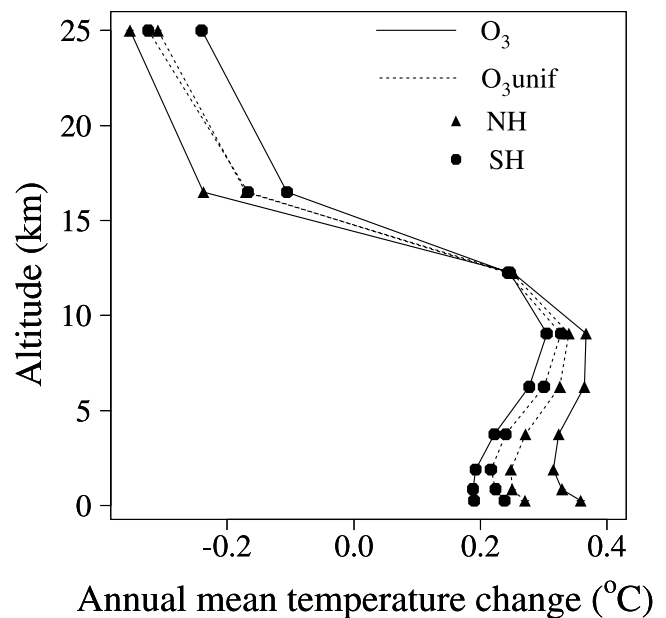 25
20
15
10
5
0
Altitude (km)
O₃
O₃unif
NH
SH
-0.2 0.0 0.2 0.4
Annual mean temperature change (°C)